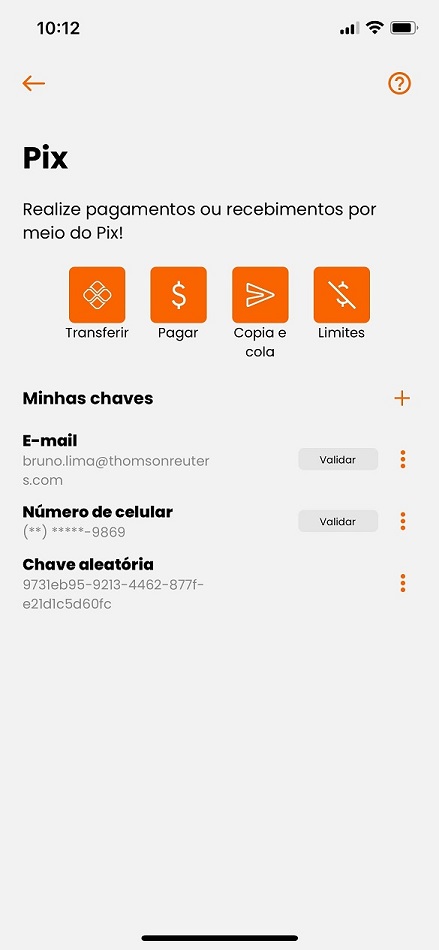 10:12
Pix
Realize pagamentos ou recebimentos por
meio do Pix!
Transferir
Pagar
Copia e
cola
Limites
Minhas chaves
E-mail
bruno.lima@thomsonreuter
s.com
Validar
Número de celular
(**) *****-9869
Validar
Chave aleatória
9731eb95-9213-4462-877f-
e21d1c5d60fc